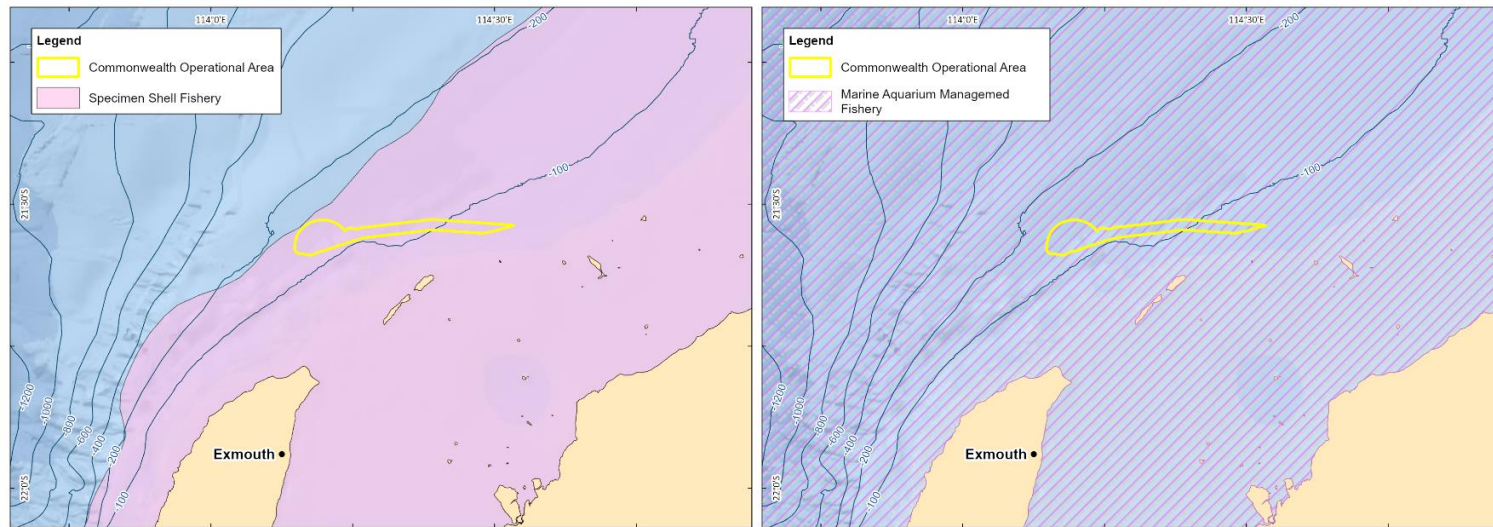 114°0'E
114°30'E
-200
Legend
Commonwealth Operational Area
Specimen Shell Fishery
-100
21°30'S
-1200
-1000
-800
-600
-400
-200
-100
Exmouth
22°0'S
114°0'E
114°30'E
-200
Legend
Commonwealth Operational Area
Marine Aquarium Managemed
Fishery
-100
21°30'S
-1200
-1000
-800
-600
-400
-200
-100
Exmouth
22°0'S